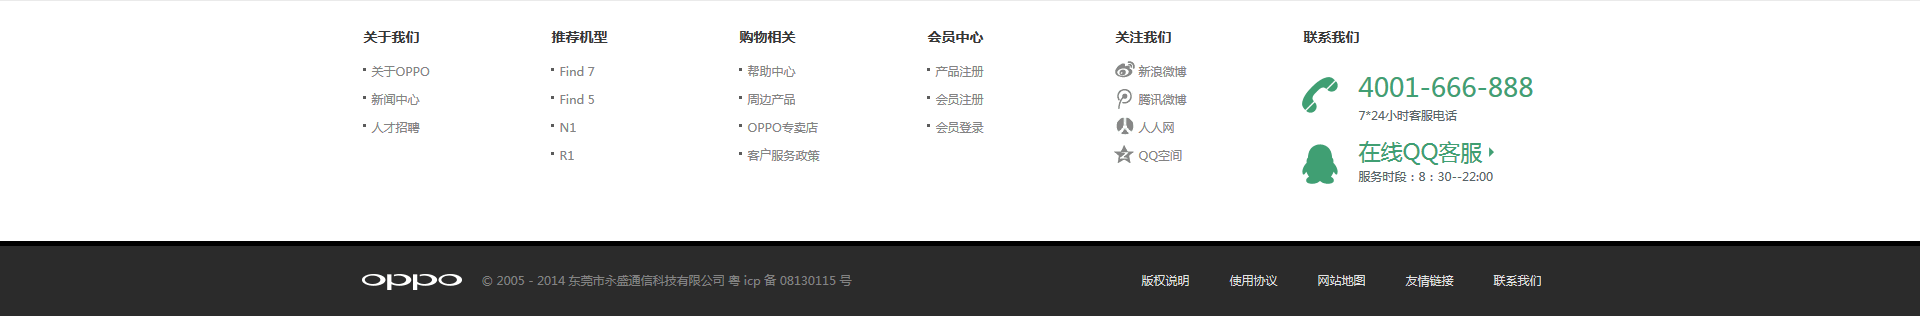 关于我们
关于OPPO
新闻中心
人才招聘
推荐机型
Find 7
Find 5
N1
R1
购物相关
帮助中心
周边产品
OPPO专卖店
客户服务政策
会员中心
产品注册
会员注册
会员登录
关注我们
新浪微博
腾讯微博
人人网
QQ空间
联系我们
4001-666-888
7*24小时客服电话
在线QQ客服
服务时段：8：30--22:00
oppo © 2005 - 2014 东莞市永盛通信科技有限公司 粤 icp 备 08130115 号 版权说明 使用协议 网站地图 友情链接 联系我们